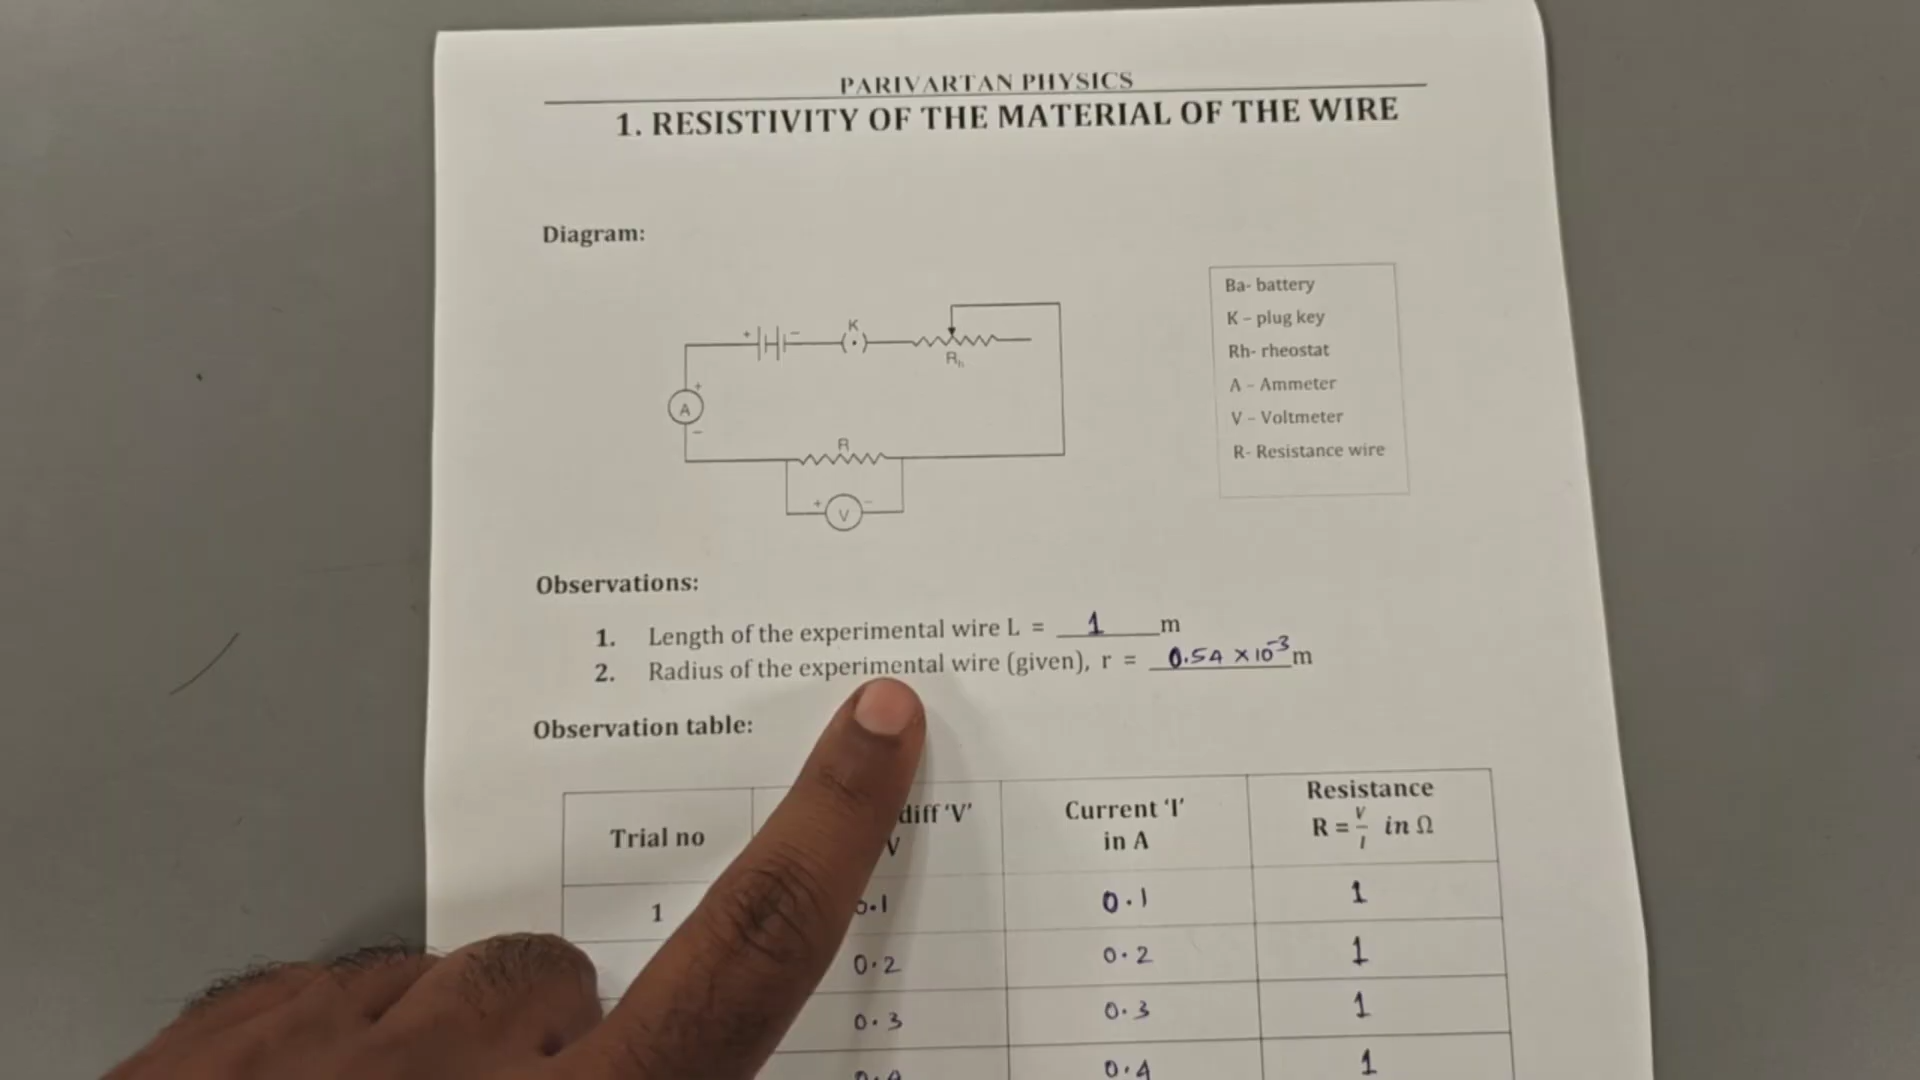 PARIVARTAN PHYSICS
1. RESISTIVITY OF THE MATERIAL OF THE WIRE
Diagram:
+ − K Rh
+ A −
R
+ V −
Ba- battery
K – plug key
Rh- rheostat
A – Ammeter
V – Voltmeter
R- Resistance wire
Observations:
1. Length of the experimental wire L = 1 m
2. Radius of the experimental wire (given), r = 0.54 ×10⁻³ m
Observation table:
Trial no
diff ‘V’
V
Current ‘I’
in A
Resistance
R = V/I in Ω
1 0.1 0.1 1
0.2 0.2 1
0.3 0.3 1
0.4 1